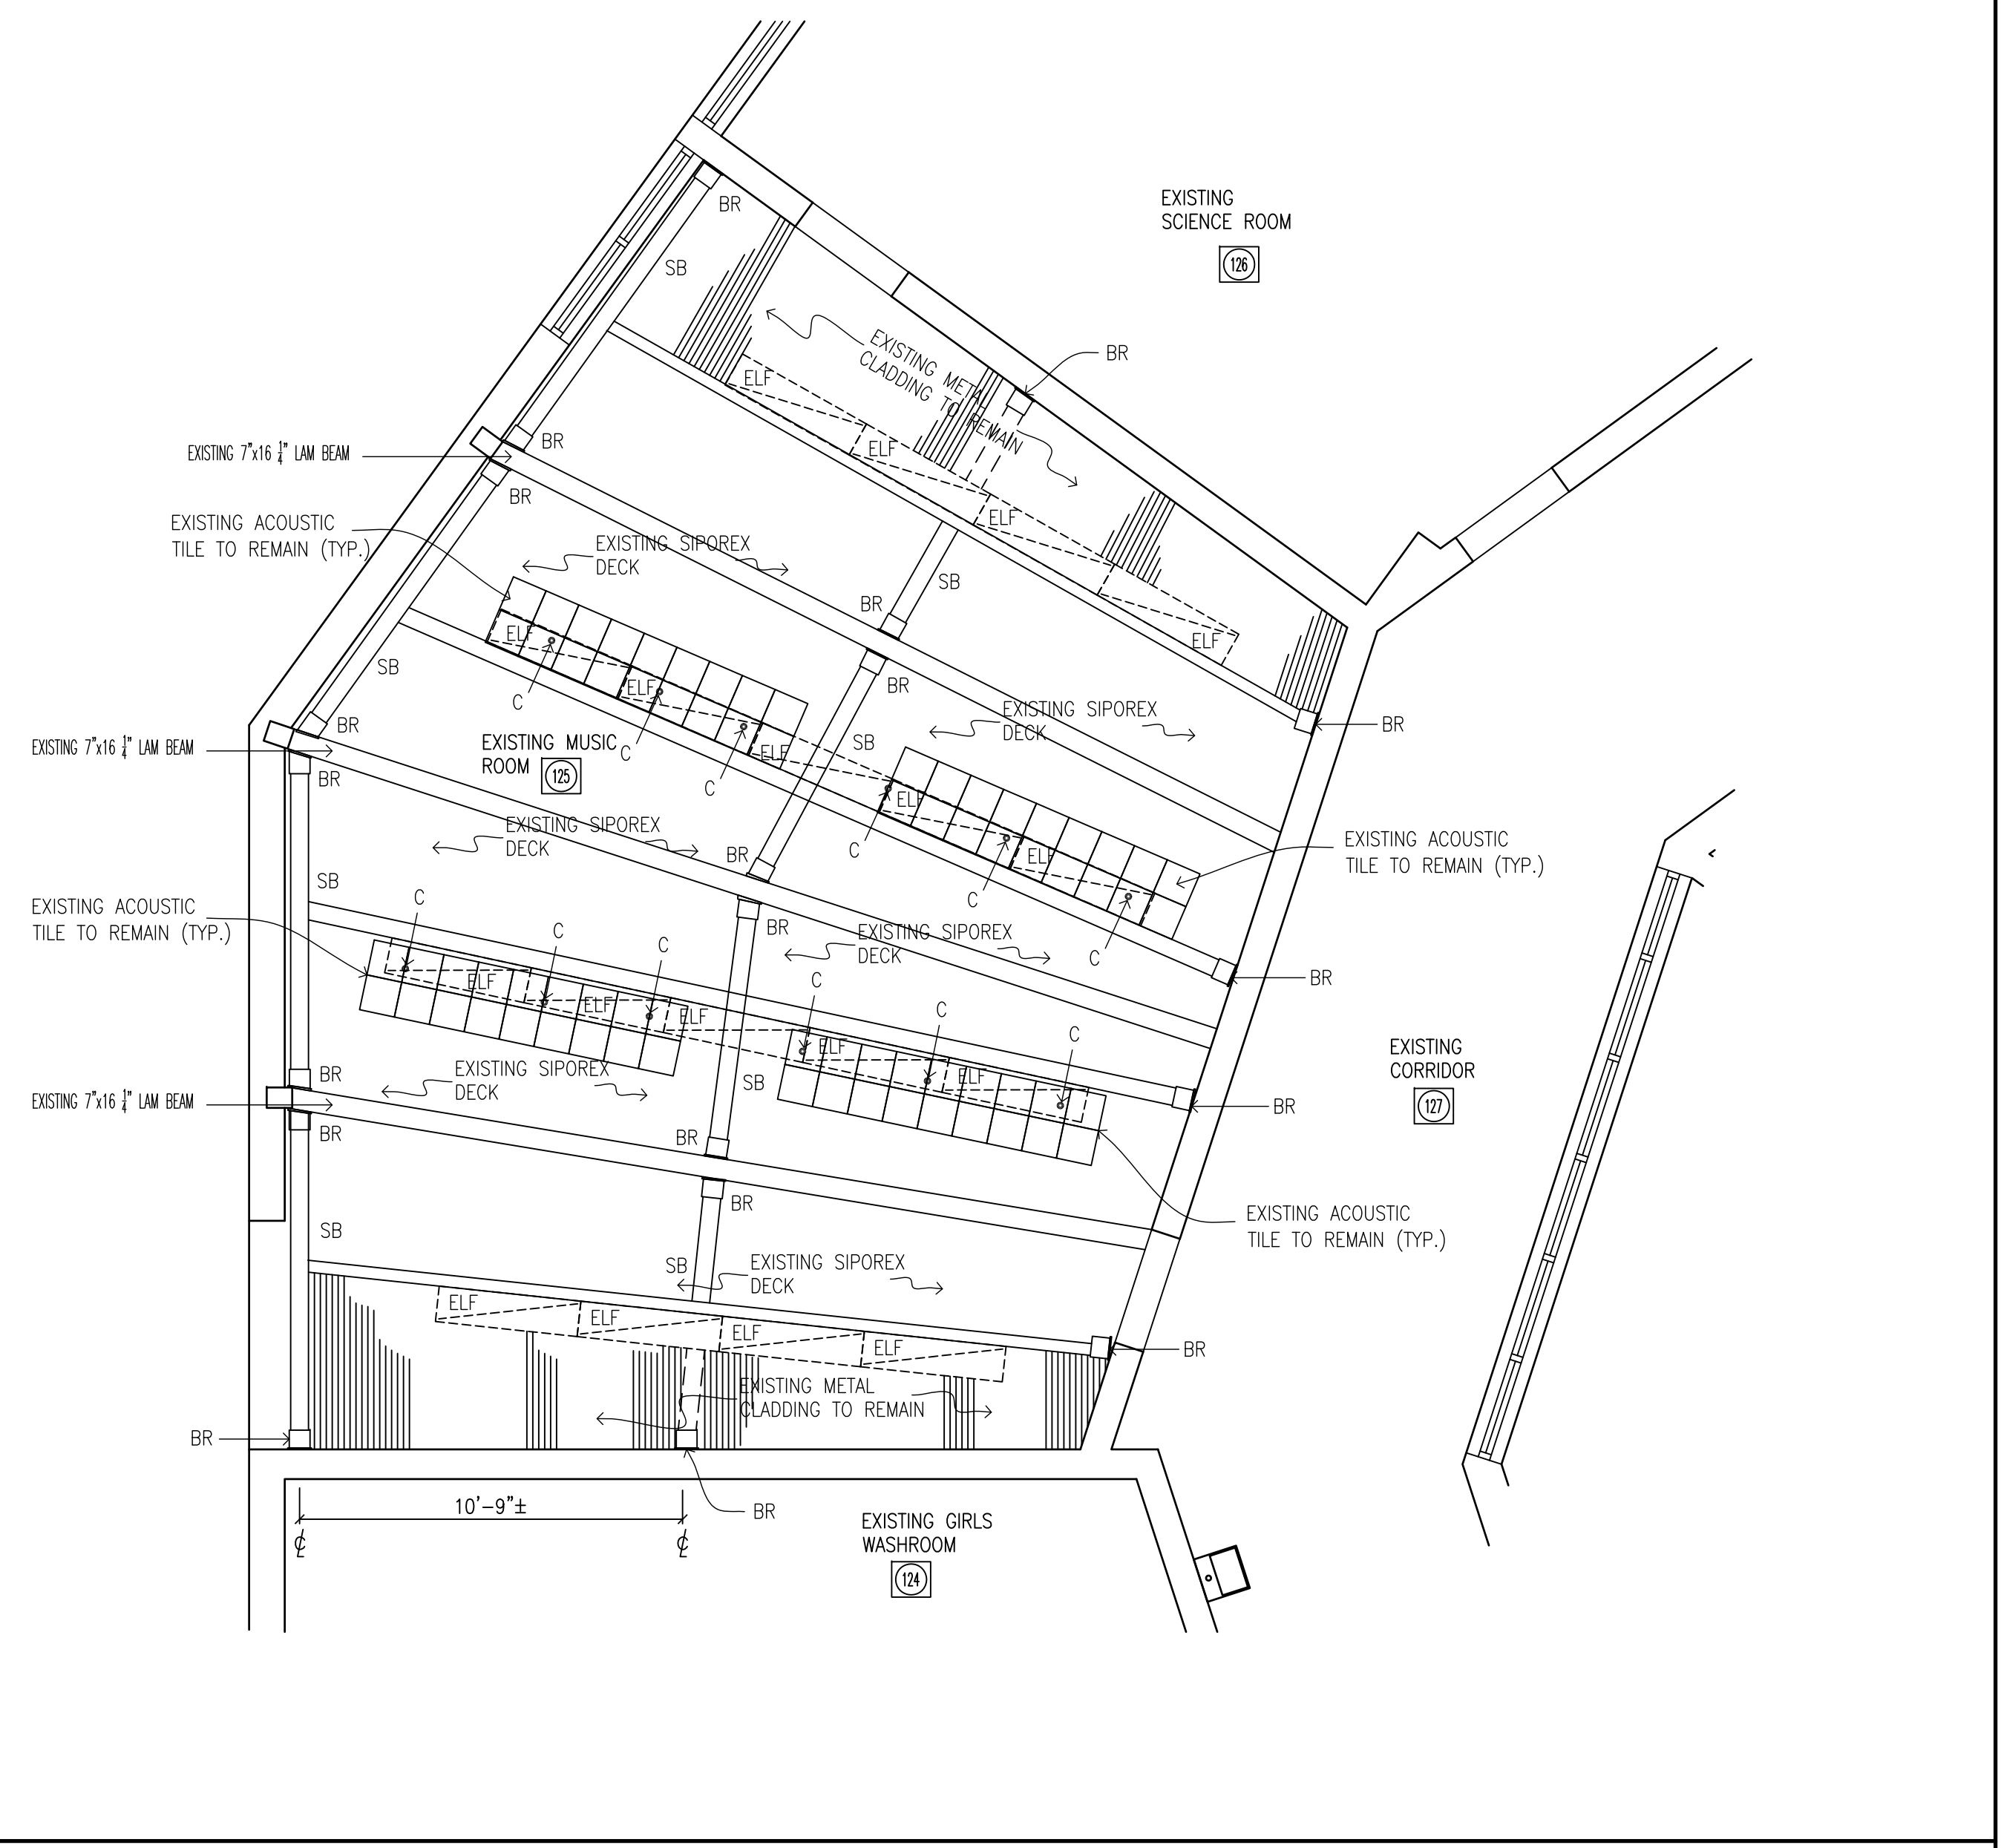 EXISTING
SCIENCE ROOM
126
BR
SB
EXISTING METAL
CLADDING TO REMAIN
BR
ELF
ELF
ELF
ELF
BR
EXISTING 7"x16 1/4" LAM BEAM
BR
EXISTING ACOUSTIC
TILE TO REMAIN (TYP.)
EXISTING SIPOREX
DECK
SB
BR
ELF
C
SB
ELF
C
BR
EXISTING SIPOREX
DECK
BR
BR
EXISTING 7"x16 1/4" LAM BEAM
EXISTING MUSIC
ROOM
125
C
SB
ELF
BR
ELF
EXISTING SIPOREX
DECK
BR
C
ELF
EXISTING ACOUSTIC
TILE TO REMAIN (TYP.)
SB
C
C
EXISTING ACOUSTIC
TILE TO REMAIN (TYP.)
C
C
BR
EXISTING SIPOREX
DECK
C
BR
ELF
C
ELF
ELF
C
C
ELF
EXISTING
CORRIDOR
127
EXISTING SIPOREX
DECK
BR
SB
ELF
EXISTING 7"x16 1/4" LAM BEAM
BR
BR
BR
BR
SB
EXISTING ACOUSTIC
TILE TO REMAIN (TYP.)
SB
EXISTING SIPOREX
DECK
ELF
ELF
ELF
ELF
BR
EXISTING METAL
CLADDING TO REMAIN
BR
10'-9"±
BR
EXISTING GIRLS
WASHROOM
124